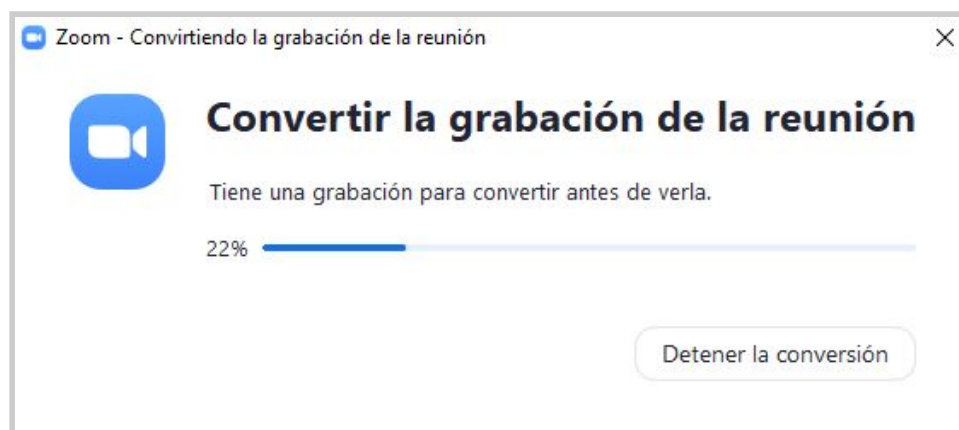 Zoom - Convirtiendo la grabación de la reunión
Convertir la grabación de la reunión
Tiene una grabación para convertir antes de verla.
22%
Detener la conversión